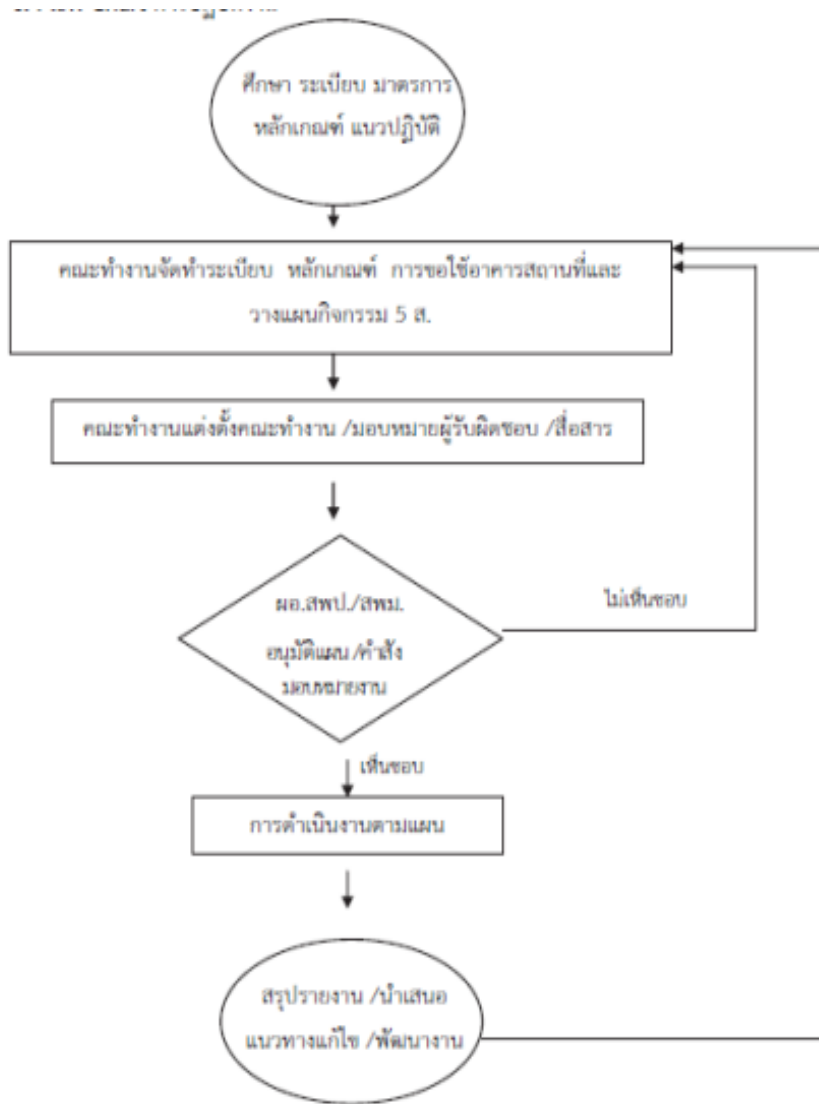 ศึกษา ระเบียบ มาตรการ
หลักเกณฑ์ แนวปฏิบัติ
คณะทำงานจัดทำระเบียบ หลักเกณฑ์ การขอใช้อาคารสถานที่และ
วางแผนกิจกรรม 5 ส.
คณะทำงานแต่งตั้งคณะทำงาน /มอบหมายผู้รับผิดชอบ /สื่อสาร
ผอ.สพป./สพม.
อนุมัติแผน/คำสั่ง
มอบหมายงาน
ไม่เห็นชอบ
เห็นชอบ
การดำเนินงานตามแผน
สรุปรายงาน /นำเสนอ
แนวทางแก้ไข /พัฒนางาน